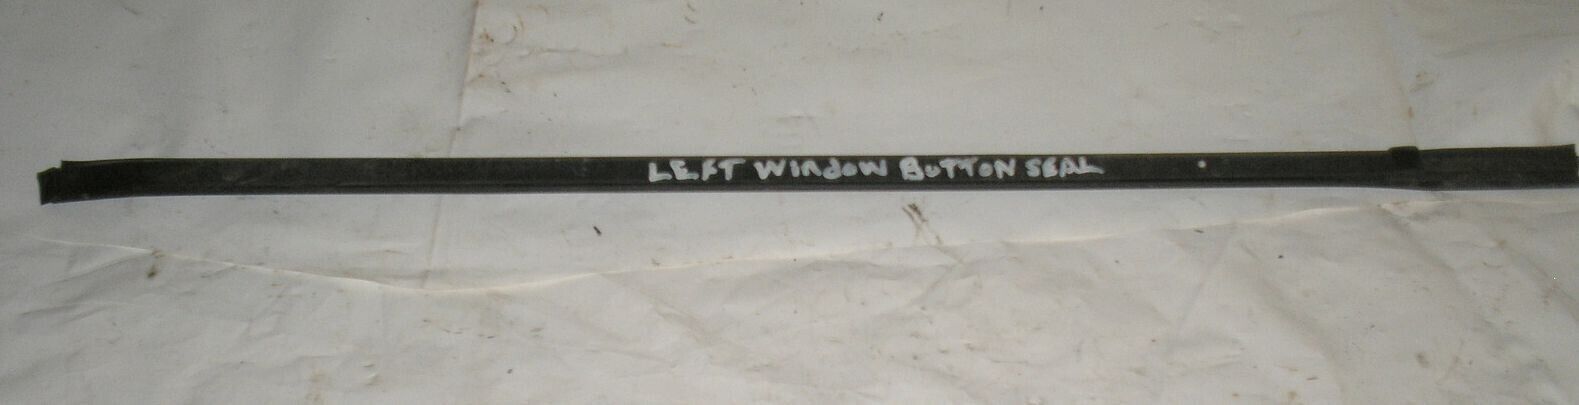 LEFT WINDOW BUTTON SEAL